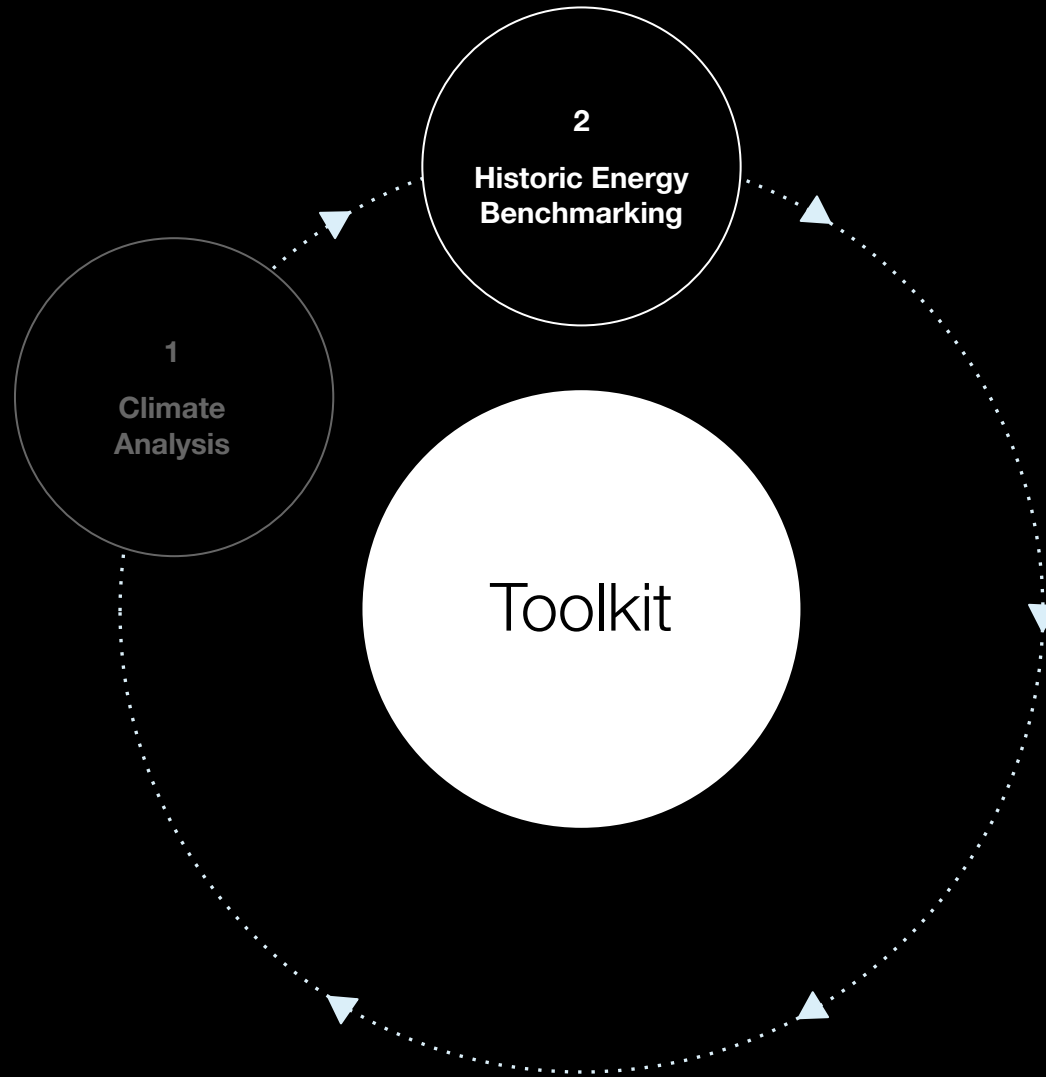 1
Climate
Analysis
2
Historic Energy
Benchmarking
Toolkit